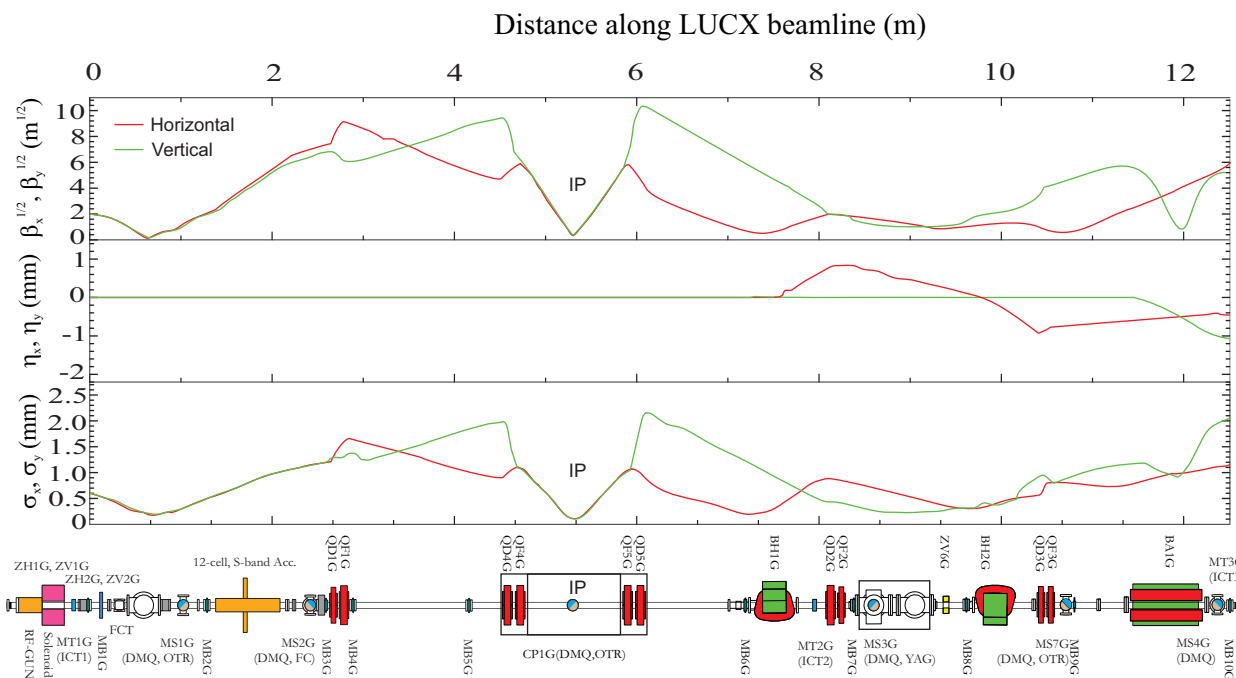 Distance along LUCX beamline (m)
0 2 4 6 8 10 12
β_x^1/2 , β_y^1/2 (m^1/2)
10
8
6
4
2
0
Horizontal
Vertical
IP
η_x, η_y (mm)
1
0
-1
-2
σ_x, σ_y (mm)
2.5
2.0
1.5
1.0
0.5
0
IP
QD1G
QF1G
QD4G
QF4G
QF5G
QD5G
BH1G
QD2G
QF2G
ZV6G
BH2G
QD3G
QF3G
BA1G
MT3G
(ICT3
ZH1G, ZV1G
ZH2G, ZV2G
12-cell, S-band Acc.
IP
FCT
RF-GUN
Solenoid
MT1G
(ICT1)
MB1G
MS1G
(DMQ, OTR)
MB2G
MS2G
(DMQ, FC)
MB3G
MB4G
MB5G
CP1G(DMQ,OTR)
MB6G
MT2G
(ICT2)
MB7G
MS3G
(DMQ, YAG)
MB8G
MS7G
(DMQ, OTR)
MB9G
MS4G
(DMQ)
MB10G